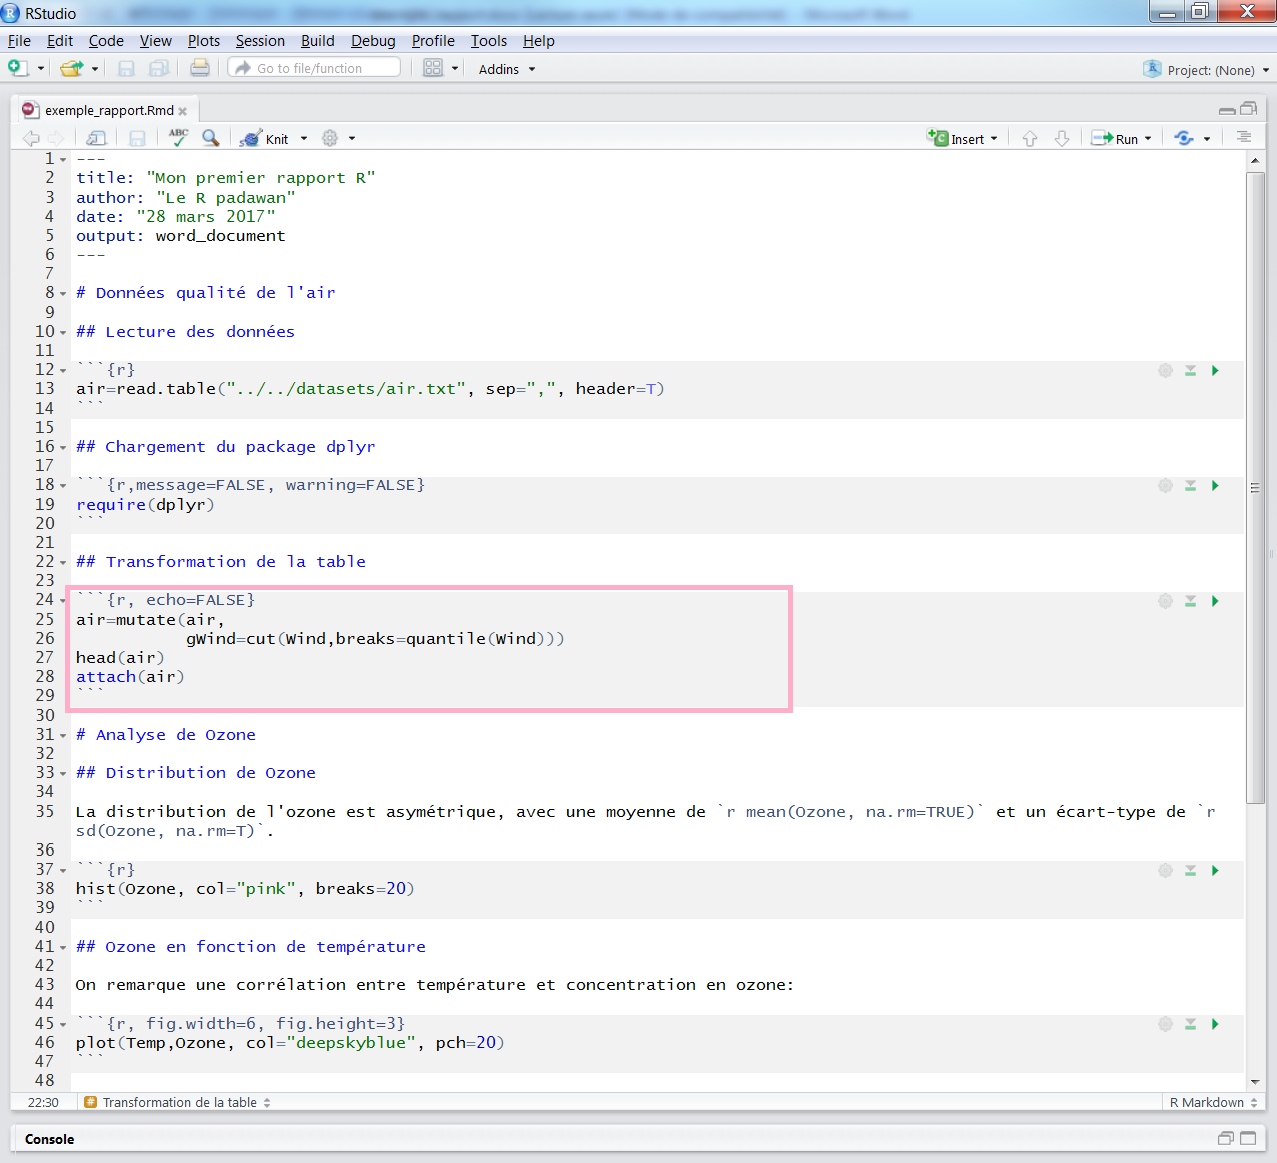 RStudio
File Edit Code View Plots Session Build Debug Profile Tools Help
Go to file/function Addins Project: (None)
exemple_rapport.Rmd
ABC Knit Insert Run
1 ---
2 title: "Mon premier rapport R"
3 author: "Le R padawan"
4 date: "28 mars 2017"
5 output: word_document
6 ---
7
8 # Données qualité de l'air
9
10 ## Lecture des données
11
12 ```{r}
13 air=read.table("../../datasets/air.txt", sep=",", header=T)
14 ```
15
16 ## Chargement du package dplyr
17
18 ```{r,message=FALSE, warning=FALSE}
19 require(dplyr)
20 ```
21
22 ## Transformation de la table
23
24 ```{r, echo=FALSE}
25 air=mutate(air,
26 gWind=cut(Wind,breaks=quantile(Wind)))
27 head(air)
28 attach(air)
29 ```
30
31 # Analyse de Ozone
32
33 ## Distribution de Ozone
34
35 La distribution de l'ozone est asymétrique, avec une moyenne de `r mean(Ozone, na.rm=TRUE)` et un écart-type de `r
sd(Ozone, na.rm=T)`.
36
37 ```{r}
38 hist(Ozone, col="pink", breaks=20)
39 ```
40
41 ## Ozone en fonction de température
42
43 On remarque une corrélation entre température et concentration en ozone:
44
45 ```{r, fig.width=6, fig.height=3}
46 plot(Temp,Ozone, col="deepskyblue", pch=20)
47 ```
48
22:30 # Transformation de la table R Markdown
Console